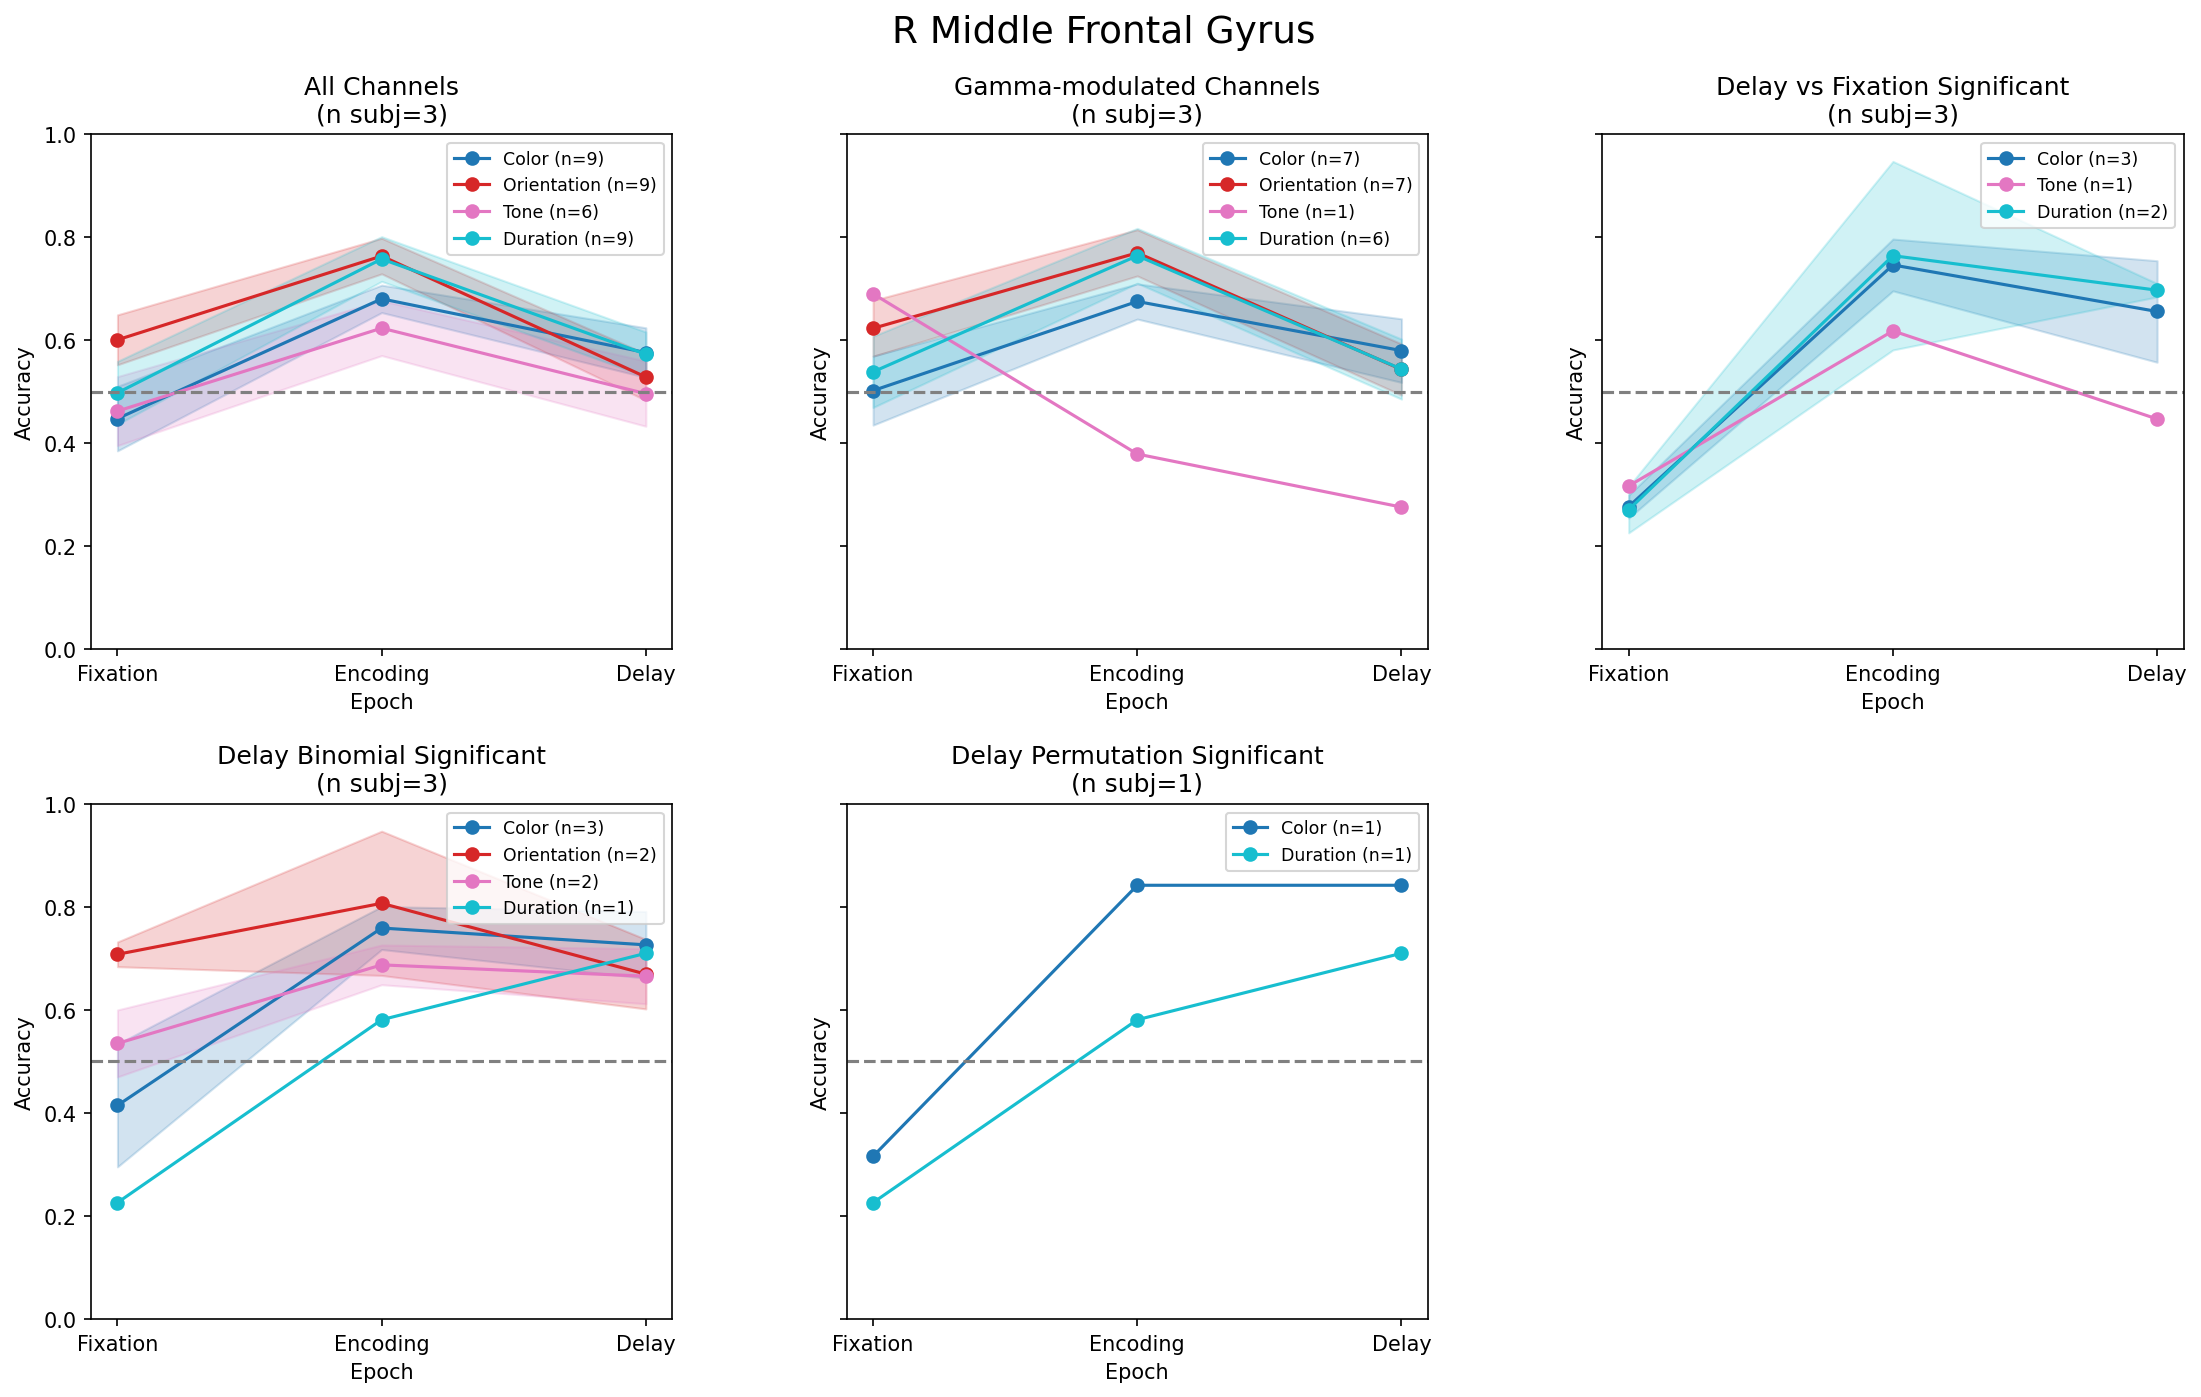 R Middle Frontal Gyrus
All Channels
(n subj=3)
Color (n=9)
Orientation (n=9)
Tone (n=6)
Duration (n=9)
1.0
0.8
0.6
0.4
0.2
0.0
Accuracy
Fixation
Encoding
Delay
Epoch
Gamma-modulated Channels
(n subj=3)
Color (n=7)
Orientation (n=7)
Tone (n=1)
Duration (n=6)
Accuracy
Fixation
Encoding
Delay
Epoch
Delay vs Fixation Significant
(n subj=3)
Color (n=3)
Tone (n=1)
Duration (n=2)
Accuracy
Fixation
Encoding
Delay
Epoch
Delay Binomial Significant
(n subj=3)
Color (n=3)
Orientation (n=2)
Tone (n=2)
Duration (n=1)
1.0
0.8
0.6
0.4
0.2
0.0
Accuracy
Fixation
Encoding
Delay
Epoch
Delay Permutation Significant
(n subj=1)
Color (n=1)
Duration (n=1)
Accuracy
Fixation
Encoding
Delay
Epoch